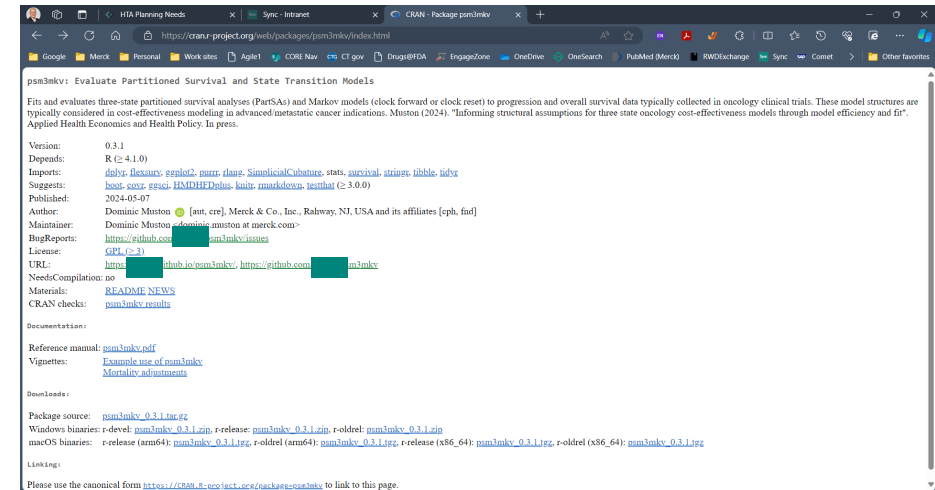 HTA Planning Needs
Sync - Intranet
CRAN - Package psm3mkv
https://cran.r-project.org/web/packages/psm3mkv/index.html
Google Merck Personal Work sites Agile1 CORE Nav CT gov Drugs@FDA EngageZone OneDrive OneSearch PubMed (Merck) RWDExchange Sync Comet Other favorites
psm3mkv: Evaluate Partitioned Survival and State Transition Models
Fits and evaluates three-state partitioned survival analyses (PartSAs) and Markov models (clock forward or clock reset) to progression and overall survival data typically collected in oncology clinical trials. These model structures are
typically considered in cost-effectiveness modeling in advanced/metastatic cancer indications. Muston (2024). "Informing structural assumptions for three state oncology cost-effectiveness models through model efficiency and fit".
Applied Health Economics and Health Policy. In press.
Version: 0.3.1
Depends: R (≥ 4.1.0)
Imports: dplyr, flexsurv, ggplot2, purrr, rlang, SimplicialCubature, stats, survival, stringr, tibble, tidyr
Suggests: boot, covr, ggsci, HMDHFDplus, knitr, rmarkdown, testthat (≥ 3.0.0)
Published: 2024-05-07
Author: Dominic Muston [aut, cre], Merck & Co., Inc., Rahway, NJ, USA and its affiliates [cph, fnd]
Maintainer: Dominic Muston <dominic.muston at merck.com>
BugReports: https://github.com sm3mkv/issues
License: GPL (≥ 3)
URL: https: ithub.io/psm3mkv/, https://github.com m3mkv
NeedsCompilation: no
Materials: README NEWS
CRAN checks: psm3mkv results
Documentation:
Reference manual: psm3mkv.pdf
Vignettes: Example use of psm3mkv
Mortality adjustments
Downloads:
Package source: psm3mkv_0.3.1.tar.gz
Windows binaries: r-devel: psm3mkv_0.3.1.zip, r-release: psm3mkv_0.3.1.zip, r-oldrel: psm3mkv_0.3.1.zip
macOS binaries: r-release (arm64): psm3mkv_0.3.1.tgz, r-oldrel (arm64): psm3mkv_0.3.1.tgz, r-release (x86_64): psm3mkv_0.3.1.tgz, r-oldrel (x86_64): psm3mkv_0.3.1.tgz
Linking:
Please use the canonical form https://CRAN.R-project.org/package=psm3mkv to link to this page.